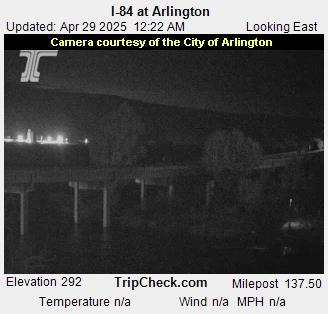 I-84 at Arlington
Updated: Apr 29 2025 12:22 AM Looking East
Camera courtesy of the City of Arlington
Elevation 292 TripCheck.com Milepost 137.50
Temperature n/a Wind n/a MPH n/a